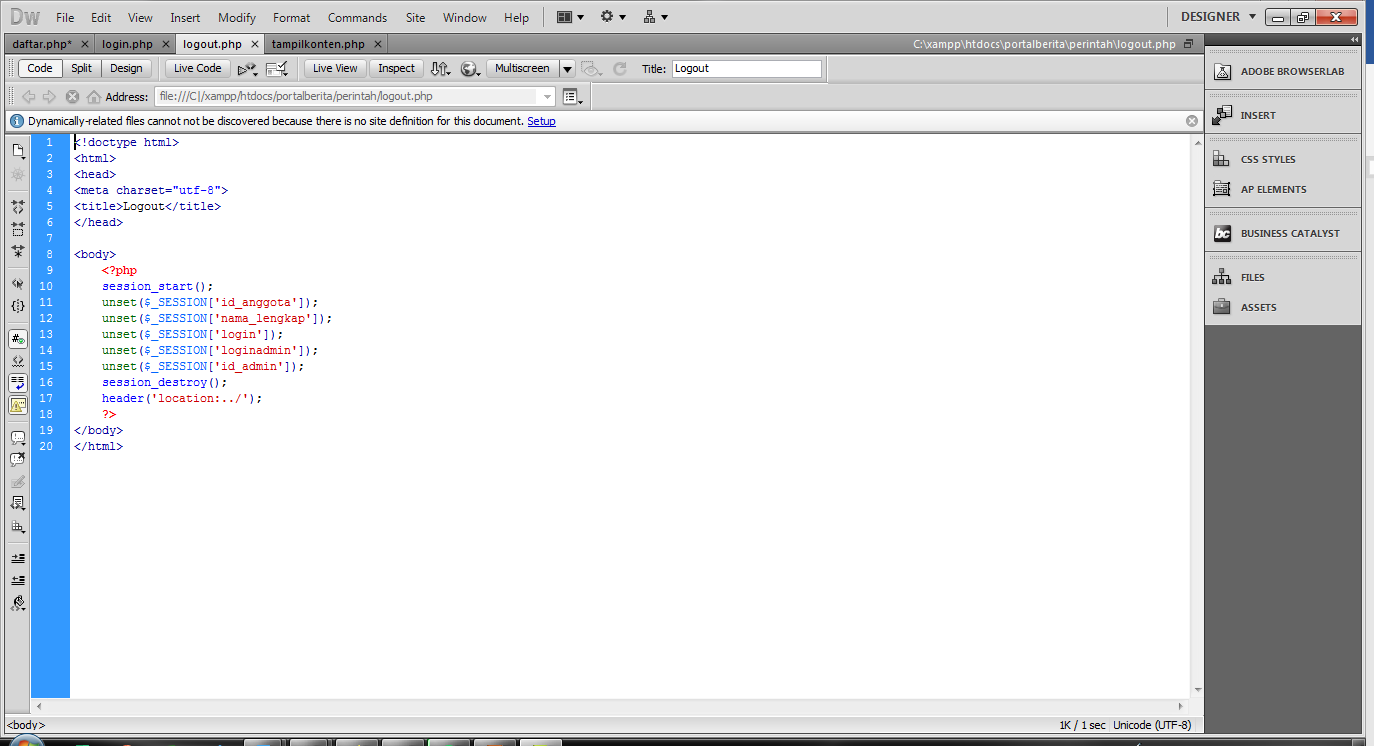 Dw File Edit View Insert Modify Format Commands Site Window Help DESIGNER
daftar.php* × login.php × logout.php × tampilkonten.php × C:\xampp\htdocs\portalberita\perintah\logout.php
Code Split Design Live Code Live View Inspect Multiscreen Title: Logout
Address: file:///C|/xampp/htdocs/portalberita/perintah/logout.php
Dynamically-related files cannot not be discovered because there is no site definition for this document. Setup
1 <!doctype html>
2 <html>
3 <head>
4 <meta charset="utf-8">
5 <title>Logout</title>
6 </head>
7
8 <body>
9 <?php
10 session_start();
11 unset($_SESSION['id_anggota']);
12 unset($_SESSION['nama_lengkap']);
13 unset($_SESSION['login']);
14 unset($_SESSION['loginadmin']);
15 unset($_SESSION['id_admin']);
16 session_destroy();
17 header('location:../');
18 ?>
19 </body>
20 </html>
ADOBE BROWSERLAB
INSERT
CSS STYLES
AP ELEMENTS
bc BUSINESS CATALYST
FILES
ASSETS
<body> 1K / 1 sec Unicode (UTF-8)